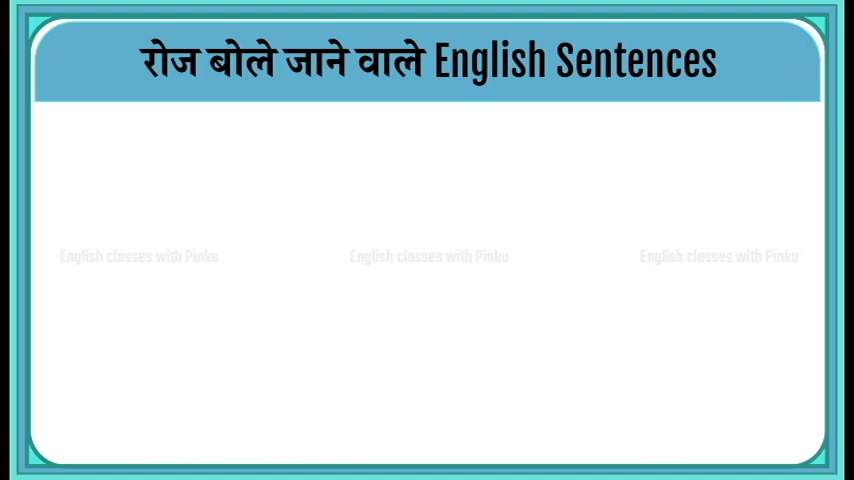 रोज बोले जाने वाले English Sentences
English classes with Pinku English classes with Pinku English classes with Pinku